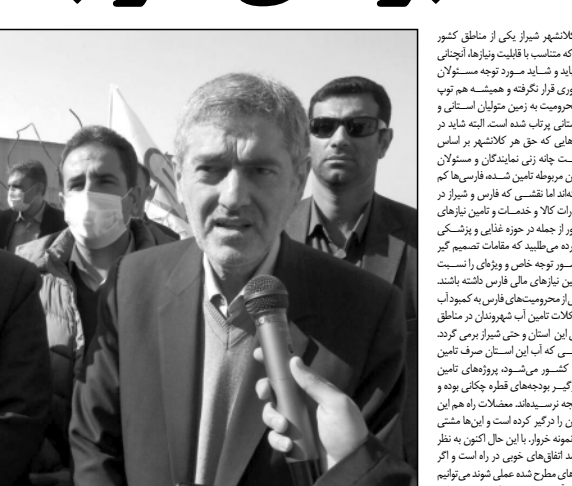 کلانشهر شیراز یکی از مناطق کشور
که متناسب با قابلیت ونیازها، آنچنانی
باید و شـاید مـورد توجه مسـئولان
وری قرار نگرفته و همیشـه هم توپ
حرومیت به زمین متولیان اسـتانی و
ستانی پرتاب شده است. البته شاید در
هایی که حق هر کلانشهر بر اساس
ـت چانه زنی نمایندگان و مسئولان
ن مربوطه تامین شـده، فارسی‌ها کم
ه‌اند اما نقشـی که فارس و شیراز در
رات کالا و خدمـات و تامین نیازهای
ور از جمله در حوزه غذایی و پزشـکی
رده می‌طلبید که مقامات تصمیم گیر
سـور توجه خاص و ویژه‌ای را نسـبت
ین نیازهای مالی فارس داشته باشند.
ی از محرومیت‌های فارس به کمبود آب
کلات تامین آب شهروندان در مناطق
ی این استان و حتی شیراز برمی گردد.
ـی که آب این اسـتان صرف تامین
کشـور می‌شـود، پروژه‌های تامین
رگیـر بودجه‌های قطره چکانی بوده و
جه نرسـیده‌اند. معضلات راه هم این
ن را درگیر کرده است و این‌ها مشتی
نمونه خروار. با این حال اکنون به نظر
د اتفاق‌های خوبی در راه است و اگر
های مطرح شده عملی شوند می‌توانیم